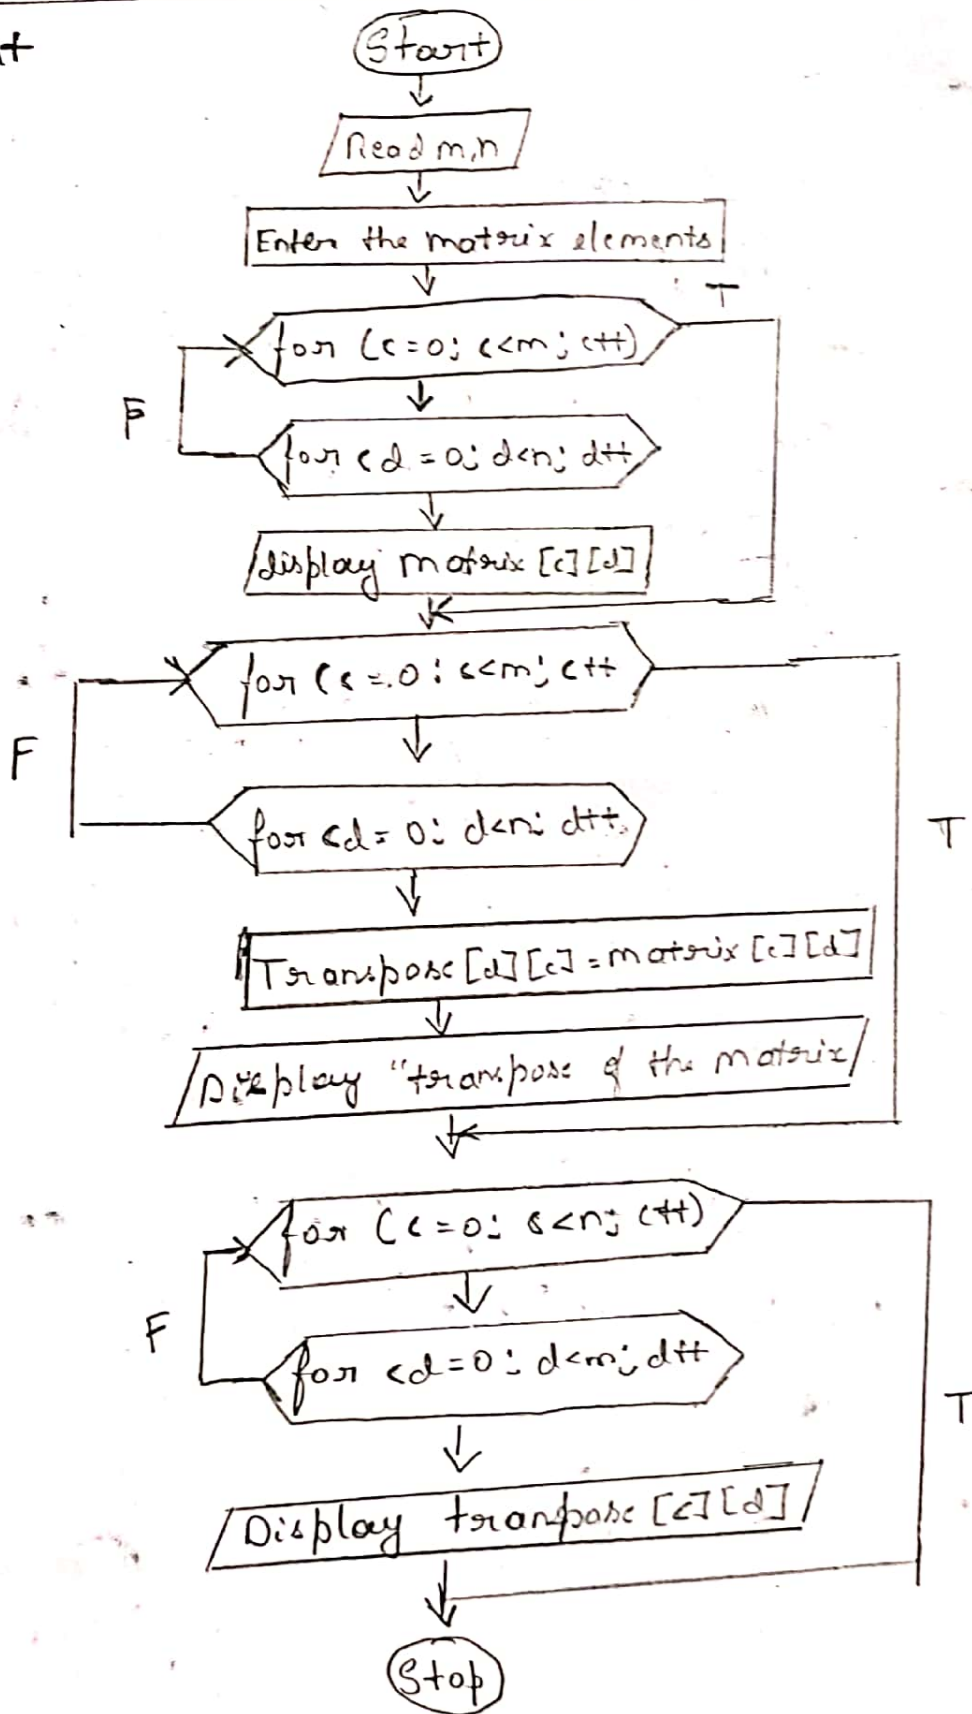 Start
Read m,n
Enter the matrix elements
T
for (c=0; c<m; c++)
F
for <d=0; d<n; d++
display matrix [c][d]
for (c=0; c<m; c++
F
for <d=0; d<n; d++
T
Transpose[d][c]=matrix[c][d]
Display "transpose of the matrix
for (c=0; c<n; c++)
F
for <d=0; d<m; d++
T
Display tranpose[c][d]
Stop